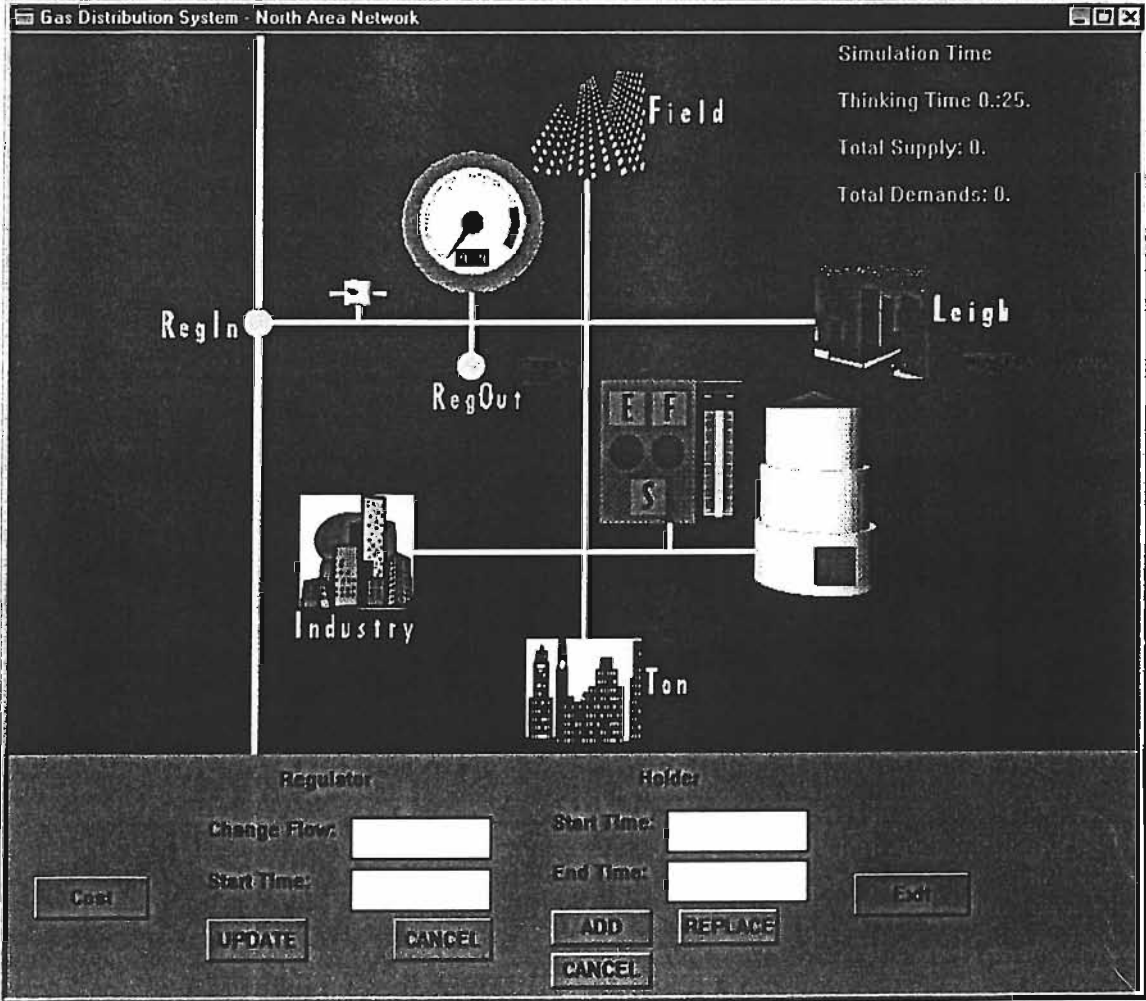 Gas Distribution System - North Area Network
Simulation Time
Thinking Time 0.:25.
Total Supply: 0.
Total Demands: 0.
Field
Leigh
RegIn
RegOut
E F
S
Industry
Ton
Regulator
Holder
Change Flow:
Start Time:
Start Time:
End Time:
Cost
Exit
UPDATE
CANCEL
ADD
REPLACE
CANCEL